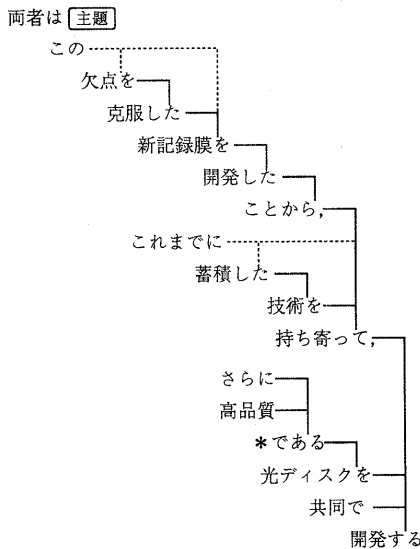 両者は 主題
この
欠点を
克服した
新記録膜を
開発した
ことから,
これまでに
蓄積した
技術を
持ち寄って,
さらに
高品質
*である
光ディスクを
共同で
開発する